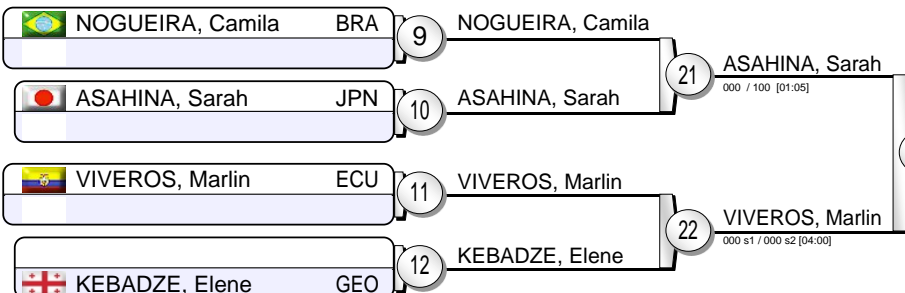 NOGUEIRA, Camila BRA
9
NOGUEIRA, Camila
ASAHINA, Sarah JPN
10
ASAHINA, Sarah
21
ASAHINA, Sarah
000 / 100 [01:05]
VIVEROS, Marlin ECU
11
VIVEROS, Marlin
KEBADZE, Elene GEO
12
KEBADZE, Elene
22
VIVEROS, Marlin
000 s1 / 000 s2 [04:00]